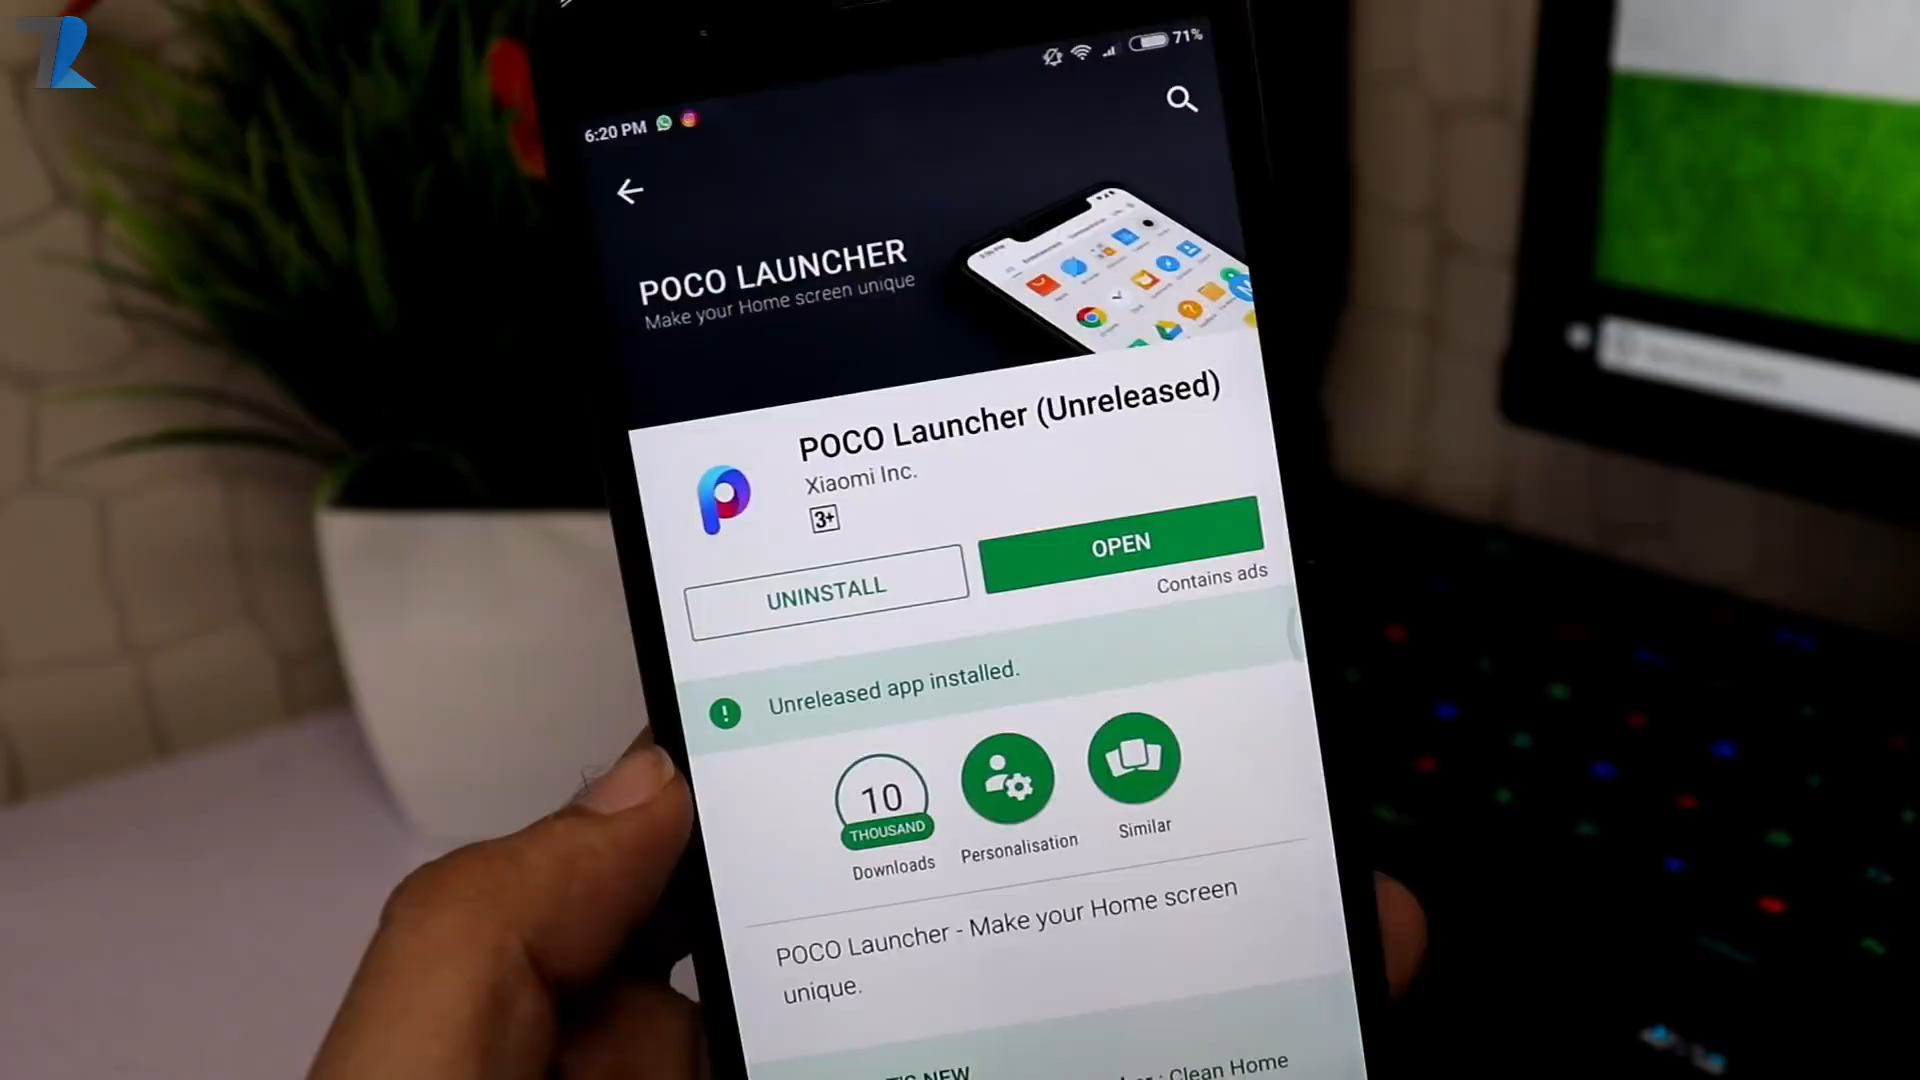 71%
6:20 PM
POCO LAUNCHER
Make your Home screen unique
POCO Launcher (Unreleased)
Xiaomi Inc.
3+
UNINSTALL
OPEN
Contains ads
Unreleased app installed.
10
THOUSAND
Downloads
Personalisation
Similar
POCO Launcher - Make your Home screen
unique.
NEW
: Clean Home